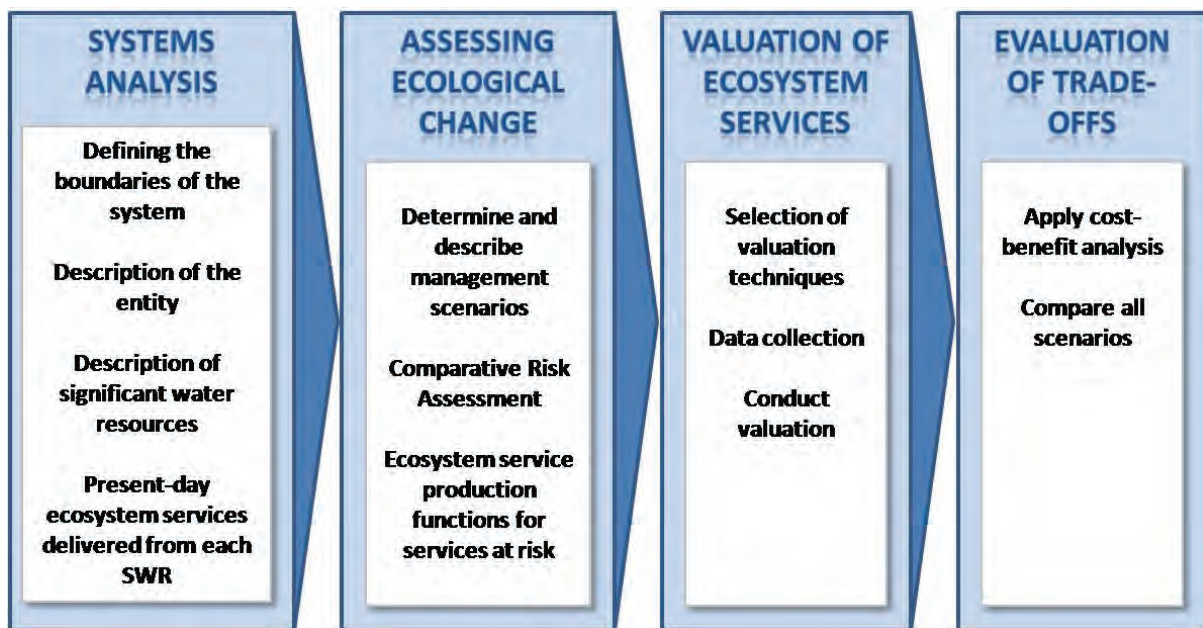 SYSTEMS
ANALYSIS
Defining the
boundaries of the
system
Description of the
entity
Description of
significant water
resources
Present-day
ecosystem services
delivered from each
SWR
ASSESSING
ECOLOGICAL
CHANGE
Determine and
describe
management
scenarios
Comparative Risk
Assessment
Ecosystem service
production
functions for
services at risk
VALUATION OF
ECOSYSTEM
SERVICES
Selection of
valuation
techniques
Data collection
Conduct
valuation
EVALUATION
OF TRADE-
OFFS
Apply cost-
benefit analysis
Compare all
scenarios